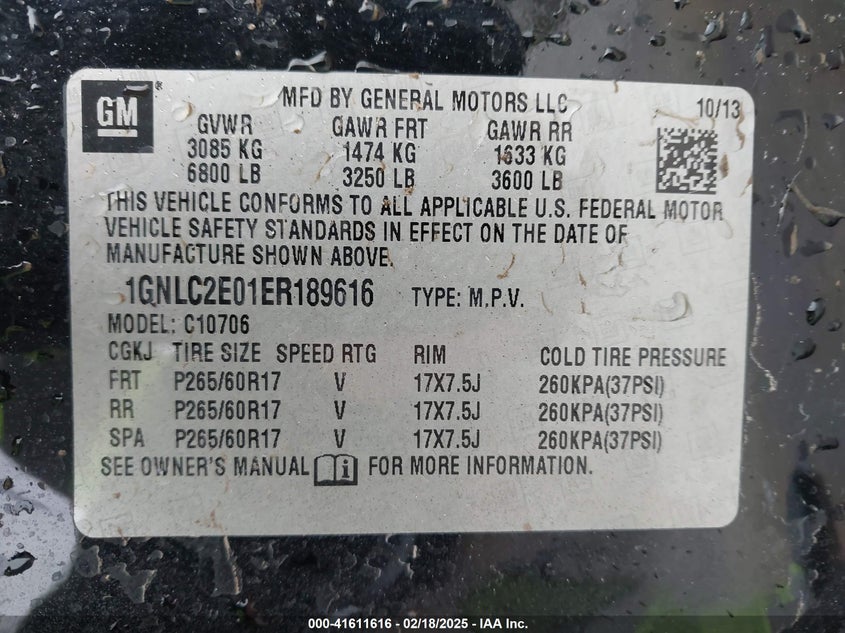 GM®
MFD BY GENERAL MOTORS LLC
10/13
GVWR GAWR FRT GAWR RR
3085 KG 1474 KG 1633 KG
6800 LB 3250 LB 3600 LB
THIS VEHICLE CONFORMS TO ALL APPLICABLE U.S. FEDERAL MOTOR
VEHICLE SAFETY STANDARDS IN EFFECT ON THE DATE OF
MANUFACTURE SHOWN ABOVE.
1GNLC2E01ER189616 TYPE: M.P.V.
MODEL: C10706
CGKJ TIRE SIZE SPEED RTG RIM COLD TIRE PRESSURE
FRT P265/60R17 V 17X7.5J 260KPA(37PSI)
RR P265/60R17 V 17X7.5J 260KPA(37PSI)
SPA P265/60R17 V 17X7.5J 260KPA(37PSI)
SEE OWNER'S MANUAL i FOR MORE INFORMATION.
000-41611616 - 02/18/2025 - IAA Inc.